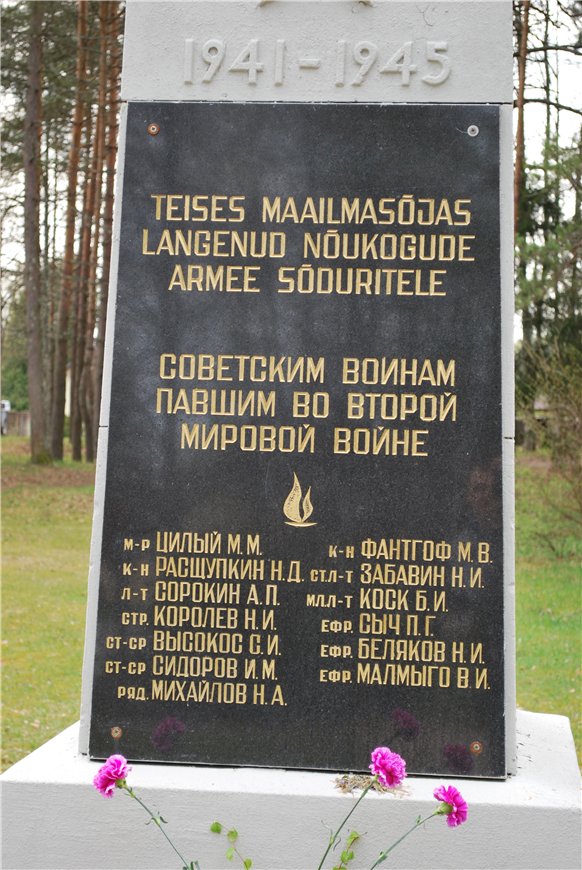 1941-1945
TEISES MAAILMASÕJAS
LANGENUD NÕUKOGUDE
ARMEE SÕDURITELE
СОВЕТСКИМ ВОИНАМ
ПАВШИМ ВО ВТОРОЙ
МИРОВОЙ ВОЙНЕ
М-Р ЦИЛЫЙ М.М.
К-Н РАСЩУПКИН Н.Д.
Л-Т СОРОКИН А.П.
СТР. КОРОЛЕВ Н.И.
СТ-СР ВЫСОКОС С.И.
СТ-СР СИДОРОВ И.М.
РЯД. МИХАЙЛОВ Н.А.
К-Н ФАНТГОФ М.В.
СТ.Л-Т ЗАБАВИН Н.И.
МЛ.Л-Т КОСК Б.И.
ЕФР. СЫЧ П.Г.
ЕФР. БЕЛЯКОВ Н.И.
ЕФР. МАЛМЫГО В.И.